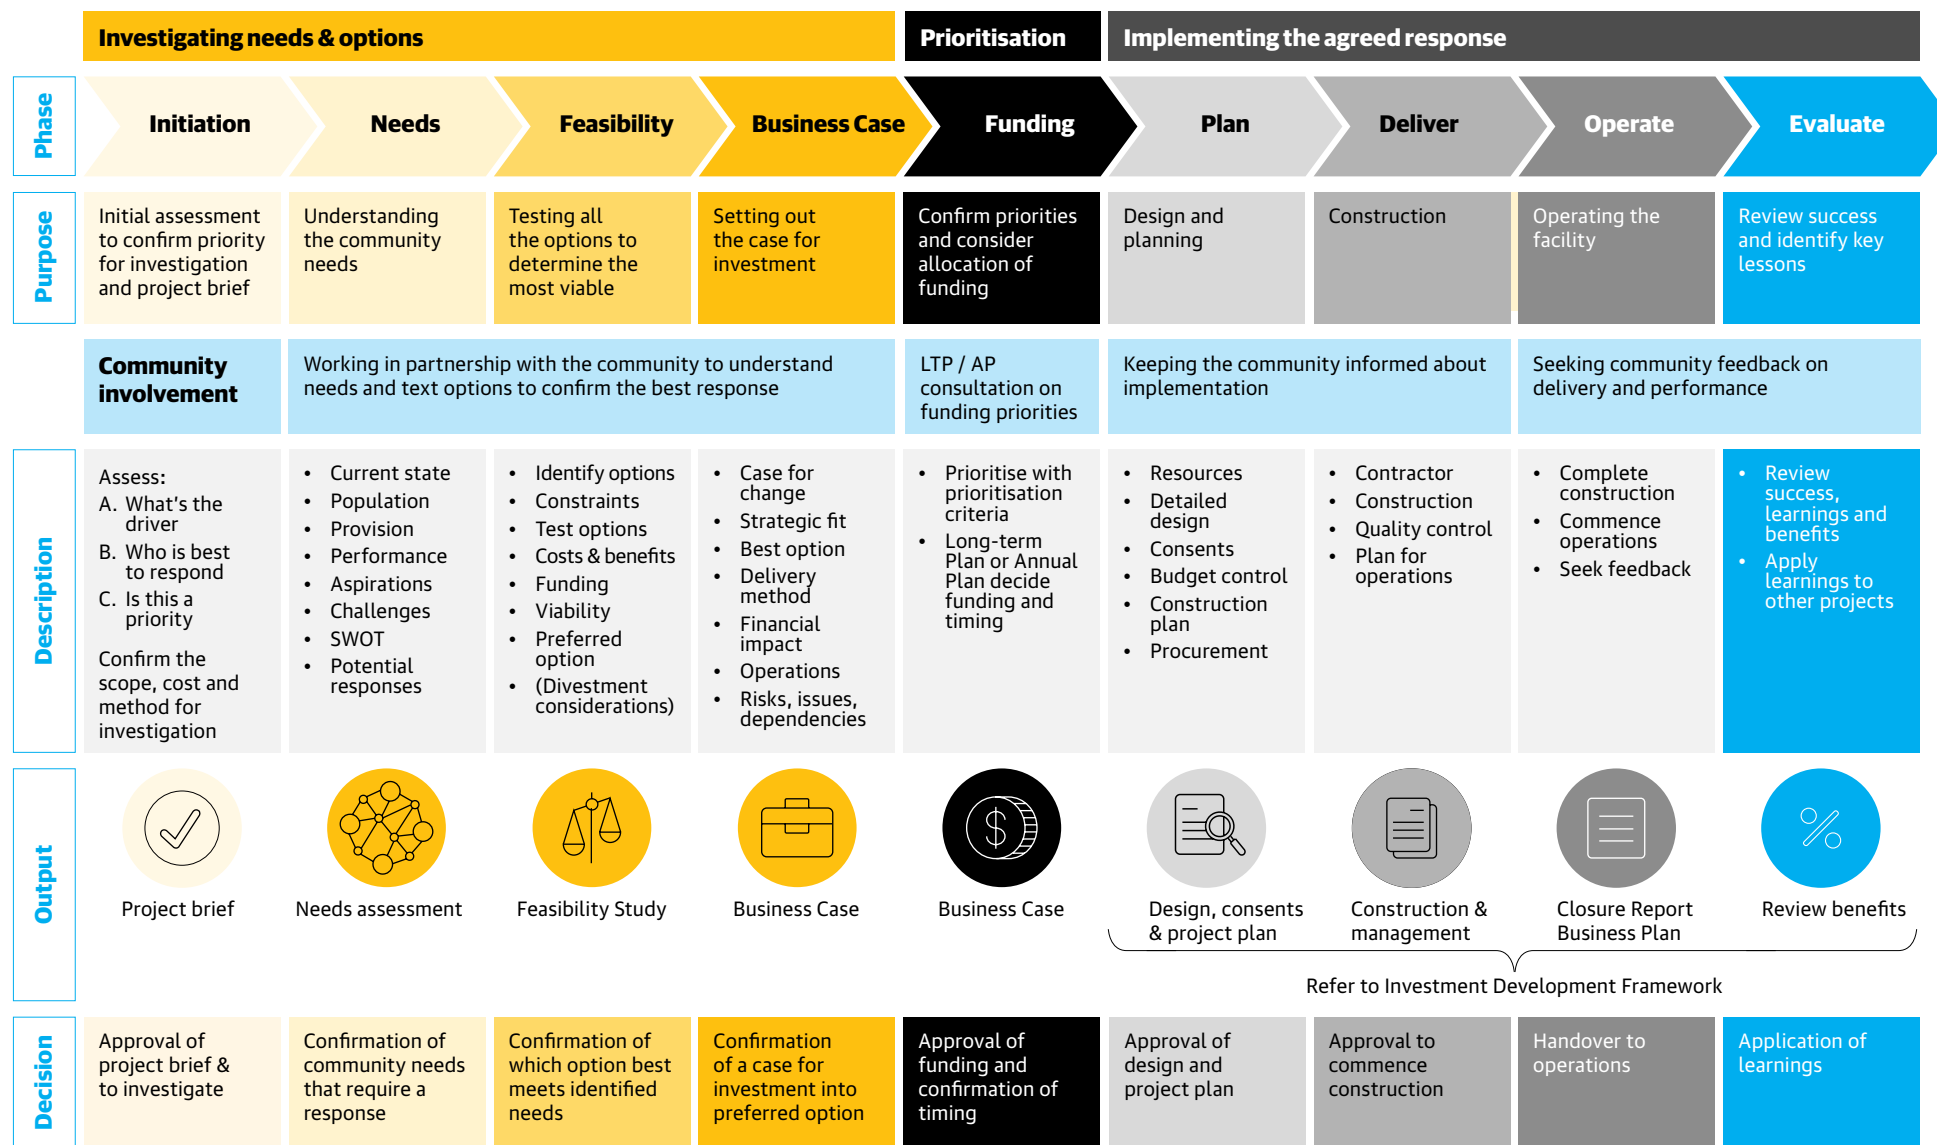 Investigating needs & options
Prioritisation
Implementing the agreed response
Phase
Initiation
Needs
Feasibility
Business Case
Funding
Plan
Deliver
Operate
Evaluate
Purpose
Initial assessment
to confirm priority
for investigation
and project brief
Understanding
the community
needs
Testing all
the options to
determine the
most viable
Setting out
the case for
investment
Confirm priorities
and consider
allocation of
funding
Design and
planning
Construction
Operating the
facility
Review success
and identify key
lessons
Community
involvement
Working in partnership with the community to understand
needs and text options to confirm the best response
LTP / AP
consultation on
funding priorities
Keeping the community informed about
implementation
Seeking community feedback on
delivery and performance
Description
Assess:
A. What's the
driver
B. Who is best
to respond
C. Is this a
priority
Confirm the
scope, cost and
method for
investigation
• Current state
• Population
• Provision
• Performance
• Aspirations
• Challenges
• SWOT
• Potential
responses
• Identify options
• Constraints
• Test options
• Costs & benefits
• Funding
• Viability
• Preferred
option
• (Divestment
considerations)
• Case for
change
• Strategic fit
• Best option
• Delivery
method
• Financial
impact
• Operations
• Risks, issues,
dependencies
• Prioritise with
prioritisation
criteria
• Long-term
Plan or Annual
Plan decide
funding and
timing
• Resources
• Detailed
design
• Consents
• Budget control
• Construction
plan
• Procurement
• Contractor
• Construction
• Quality control
• Plan for
operations
• Complete
construction
• Commence
operations
• Seek feedback
• Review
success,
learnings and
benefits
• Apply
learnings to
other projects
Output
Project brief
Needs assessment
Feasibility Study
Business Case
$
Business Case
Design, consents
& project plan
Construction &
management
Closure Report
Business Plan
%
Review benefits
Refer to Investment Development Framework
Decision
Approval of
project brief &
to investigate
Confirmation of
community needs
that require a
response
Confirmation of
which option best
meets identified
needs
Confirmation
of a case for
investment into
preferred option
Approval of
funding and
confirmation of
timing
Approval of
design and
project plan
Approval to
commence
construction
Handover to
operations
Application of
learnings